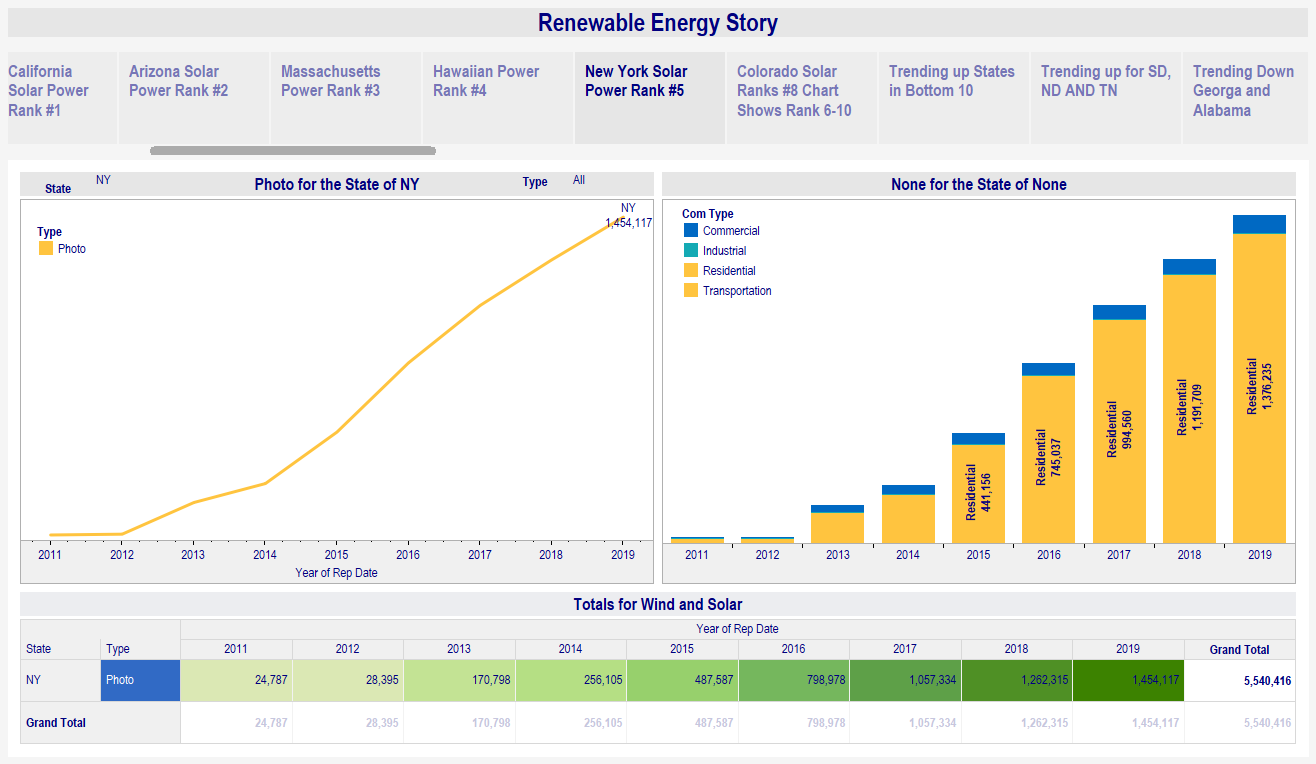 Renewable Energy Story
California
Solar Power
Rank #1
Arizona Solar
Power Rank #2
Massachusetts
Power Rank #3
Hawaiian Power
Rank #4
New York Solar
Power Rank #5
Colorado Solar
Ranks #8 Chart
Shows Rank 6-10
Trending up States
in Bottom 10
Trending up for SD,
ND AND TN
Trending Down
Georga and
Alabama
State NY Photo for the State of NY Type All
Type
Photo
NY
1,454,117
2011 2012 2013 2014 2015 2016 2017 2018 2019
Year of Rep Date
None for the State of None
Com Type
Commercial
Industrial
Residential
Transportation
Residential
441,156
Residential
745,037
Residential
994,560
Residential
1,191,709
Residential
1,376,235
2011 2012 2013 2014 2015 2016 2017 2018 2019
Totals for Wind and Solar
Year of Rep Date
State Type 2011 2012 2013 2014 2015 2016 2017 2018 2019 Grand Total
NY Photo 24,787 28,395 170,798 256,105 487,587 798,978 1,057,334 1,262,315 1,454,117 5,540,416
Grand Total 24,787 28,395 170,798 256,105 487,587 798,978 1,057,334 1,262,315 1,454,117 5,540,416